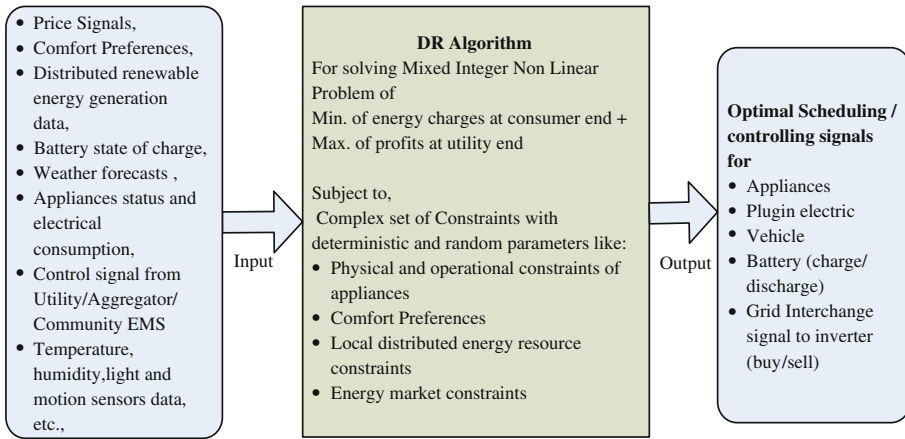 • Price Signals,
• Comfort Preferences,
• Distributed renewable
energy generation
data,
• Battery state of charge,
• Weather forecasts ,
• Appliances status and
electrical
consumption,
• Control signal from
Utility/Aggregator/
Community EMS
• Temperature,
humidity,light and
motion sensors data,
etc.,
Input
DR Algorithm
For solving Mixed Integer Non Linear
Problem of
Min. of energy charges at consumer end +
Max. of profits at utility end
Subject to,
Complex set of Constraints with
deterministic and random parameters like:
• Physical and operational constraints of
appliances
• Comfort Preferences
• Local distributed energy resource
constraints
• Energy market constraints
Output
Optimal Scheduling /
controlling signals
for
• Appliances
• Plugin electric
• Vehicle
• Battery (charge/
discharge)
• Grid Interchange
signal to inverter
(buy/sell)